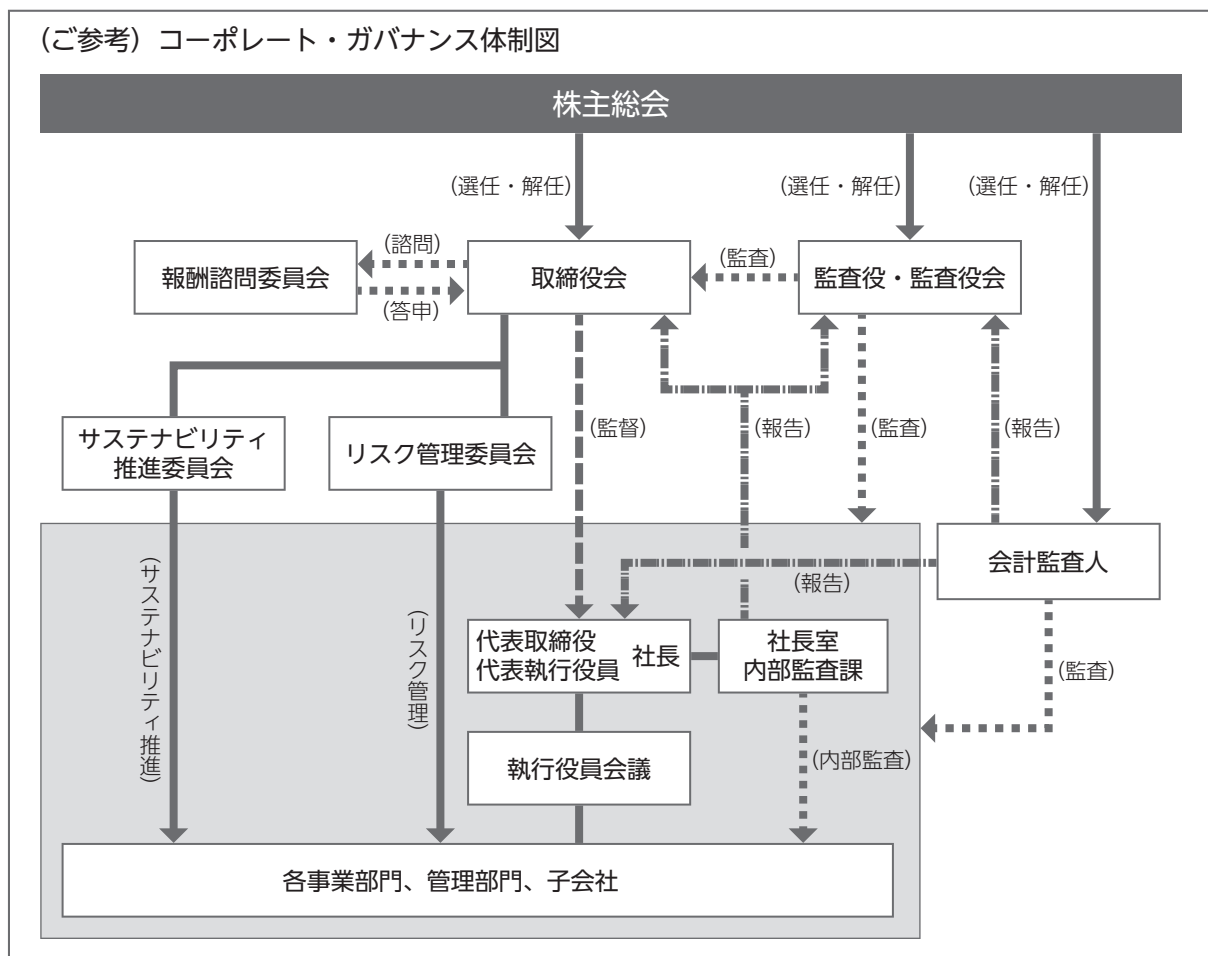 (ご参考) コーポレート・ガバナンス体制図
株主総会
(選任・解任)
(選任・解任)
(選任・解任)
報酬諮問委員会
(諮問)
(答申)
取締役会
(監査)
監査役・監査役会
サステナビリティ
推進委員会
リスク管理委員会
(監督)
(報告)
(監査)
(報告)
会計監査人
(報告)
(サステナビリティ推進)
(リスク管理)
代表取締役
代表執行役員
社長
社長室
内部監査課
(監査)
執行役員会議
(内部監査)
各事業部門、管理部門、子会社